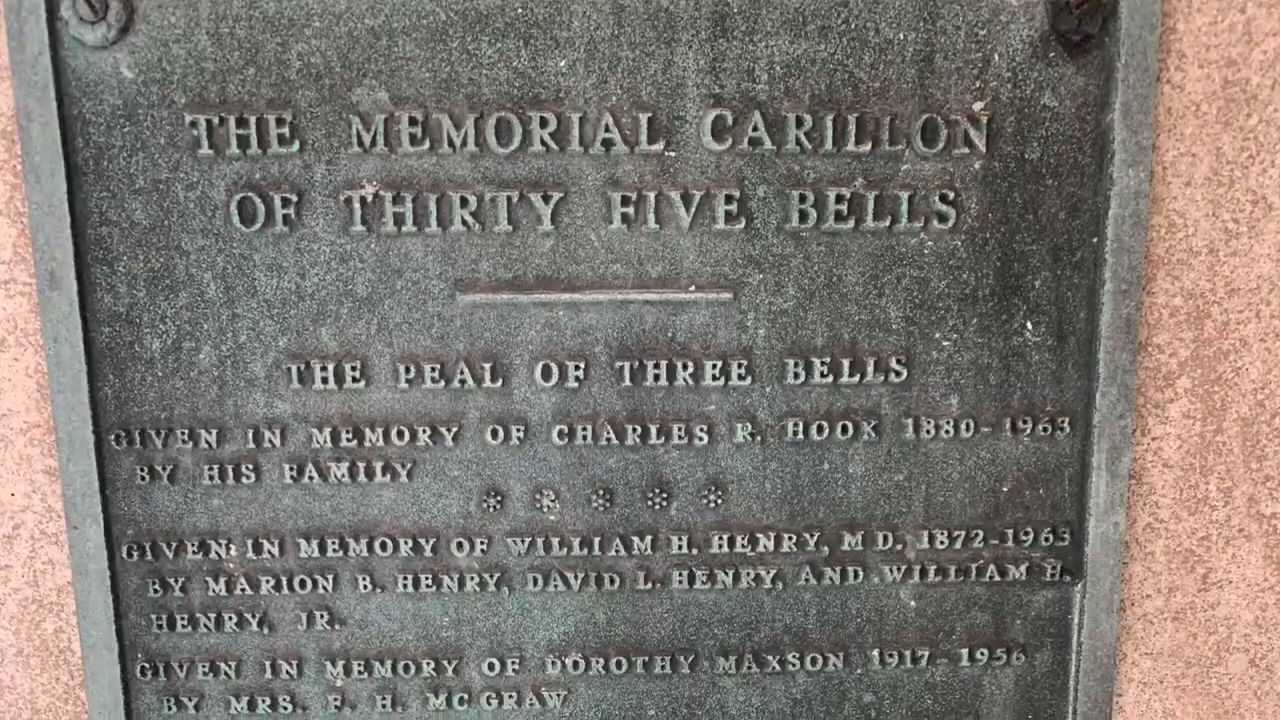 THE MEMORIAL CARILLON
OF THIRTY FIVE BELLS
THE PEAL OF THREE BELLS
GIVEN IN MEMORY OF CHARLES R. HOOK 1880-1963
BY HIS FAMILY
GIVEN IN MEMORY OF WILLIAM H. HENRY, M.D. 1872-1963
BY MARION B. HENRY, DAVID L. HENRY, AND WILLIAM H.
HENRY, JR.
GIVEN IN MEMORY OF DOROTHY MAXSON 1917-1956
BY MRS. F. H. MCGRAW